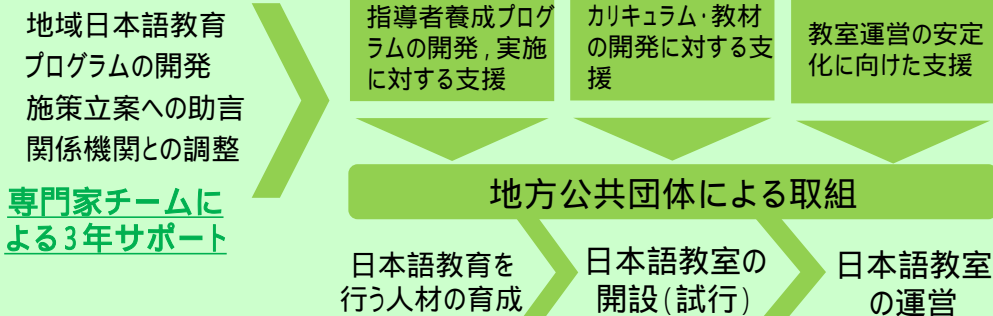 地域日本語教育
プログラムの開発
施策立案への助言
関係機関との調整
専門家チームに
よる3年サポート
指導者養成プログ
ラムの開発,実施
に対する支援
カリキュラム・教材
の開発に対する支
援
教室運営の安定
化に向けた支援
地方公共団体による取組
日本語教育を
行う人材の育成
日本語教室の
開設(試行)
日本語教室
の運営